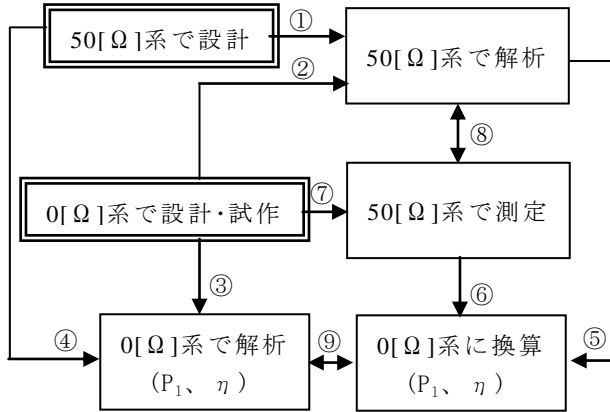 ①
50[Ω]系で設計
②
50[Ω]系で解析
⑧
0[Ω]系で設計・試作
⑦
50[Ω]系で測定
③
⑥
④
0[Ω]系で解析
(P₁、 η)
⑨
0[Ω]系に換算
(P₁、 η)
⑤